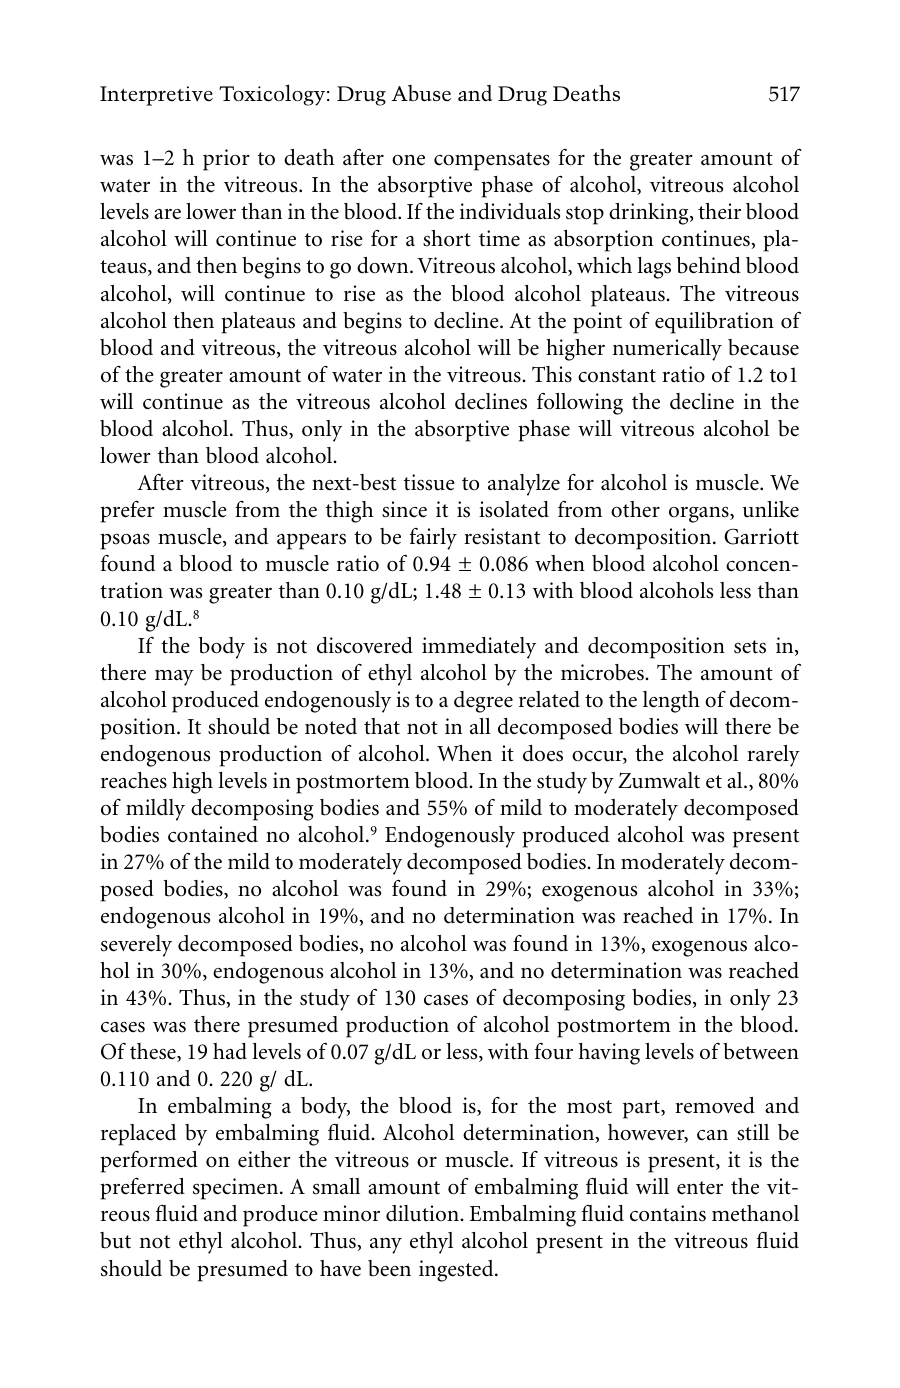 Interpretive Toxicology: Drug Abuse and Drug Deaths 517
was 1–2 h prior to death after one compensates for the greater amount of
water in the vitreous. In the absorptive phase of alcohol, vitreous alcohol
levels are lower than in the blood. If the individuals stop drinking, their blood
alcohol will continue to rise for a short time as absorption continues, pla-
teaus, and then begins to go down. Vitreous alcohol, which lags behind blood
alcohol, will continue to rise as the blood alcohol plateaus. The vitreous
alcohol then plateaus and begins to decline. At the point of equilibration of
blood and vitreous, the vitreous alcohol will be higher numerically because
of the greater amount of water in the vitreous. This constant ratio of 1.2 to1
will continue as the vitreous alcohol declines following the decline in the
blood alcohol. Thus, only in the absorptive phase will vitreous alcohol be
lower than blood alcohol.
After vitreous, the next-best tissue to analylze for alcohol is muscle. We
prefer muscle from the thigh since it is isolated from other organs, unlike
psoas muscle, and appears to be fairly resistant to decomposition. Garriott
found a blood to muscle ratio of 0.94 ± 0.086 when blood alcohol concen-
tration was greater than 0.10 g/dL; 1.48 ± 0.13 with blood alcohols less than
0.10 g/dL.⁸
If the body is not discovered immediately and decomposition sets in,
there may be production of ethyl alcohol by the microbes. The amount of
alcohol produced endogenously is to a degree related to the length of decom-
position. It should be noted that not in all decomposed bodies will there be
endogenous production of alcohol. When it does occur, the alcohol rarely
reaches high levels in postmortem blood. In the study by Zumwalt et al., 80%
of mildly decomposing bodies and 55% of mild to moderately decomposed
bodies contained no alcohol.⁹ Endogenously produced alcohol was present
in 27% of the mild to moderately decomposed bodies. In moderately decom-
posed bodies, no alcohol was found in 29%; exogenous alcohol in 33%;
endogenous alcohol in 19%, and no determination was reached in 17%. In
severely decomposed bodies, no alcohol was found in 13%, exogenous alco-
hol in 30%, endogenous alcohol in 13%, and no determination was reached
in 43%. Thus, in the study of 130 cases of decomposing bodies, in only 23
cases was there presumed production of alcohol postmortem in the blood.
Of these, 19 had levels of 0.07 g/dL or less, with four having levels of between
0.110 and 0. 220 g/ dL.
In embalming a body, the blood is, for the most part, removed and
replaced by embalming fluid. Alcohol determination, however, can still be
performed on either the vitreous or muscle. If vitreous is present, it is the
preferred specimen. A small amount of embalming fluid will enter the vit-
reous fluid and produce minor dilution. Embalming fluid contains methanol
but not ethyl alcohol. Thus, any ethyl alcohol present in the vitreous fluid
should be presumed to have been ingested.